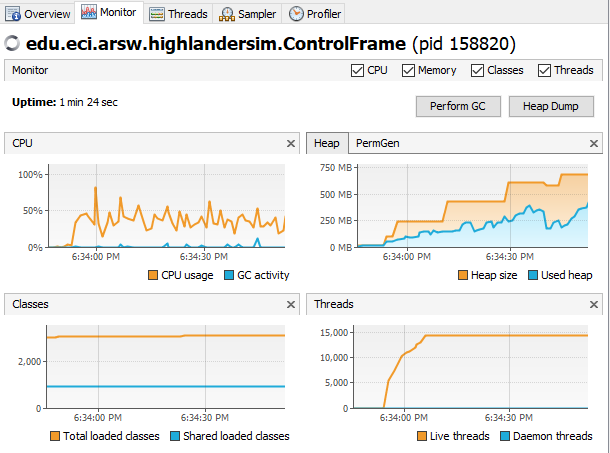 Overview Monitor Threads Sampler Profiler
edu.eci.arsw.highlandersim.ControlFrame (pid 158820)
Monitor CPU Memory Classes Threads
Uptime: 1 min 24 sec
Perform GC Heap Dump
CPU
100%
50%
0%
6:34:00 PM 6:34:30 PM
CPU usage GC activity
Heap PermGen
750 MB
500 MB
250 MB
0 MB
6:34:00 PM 6:34:30 PM
Heap size Used heap
Classes
2,000
0
6:34:00 PM 6:34:30 PM
Total loaded classes Shared loaded classes
Threads
15,000
10,000
5,000
0
6:34:00 PM 6:34:30 PM
Live threads Daemon threads